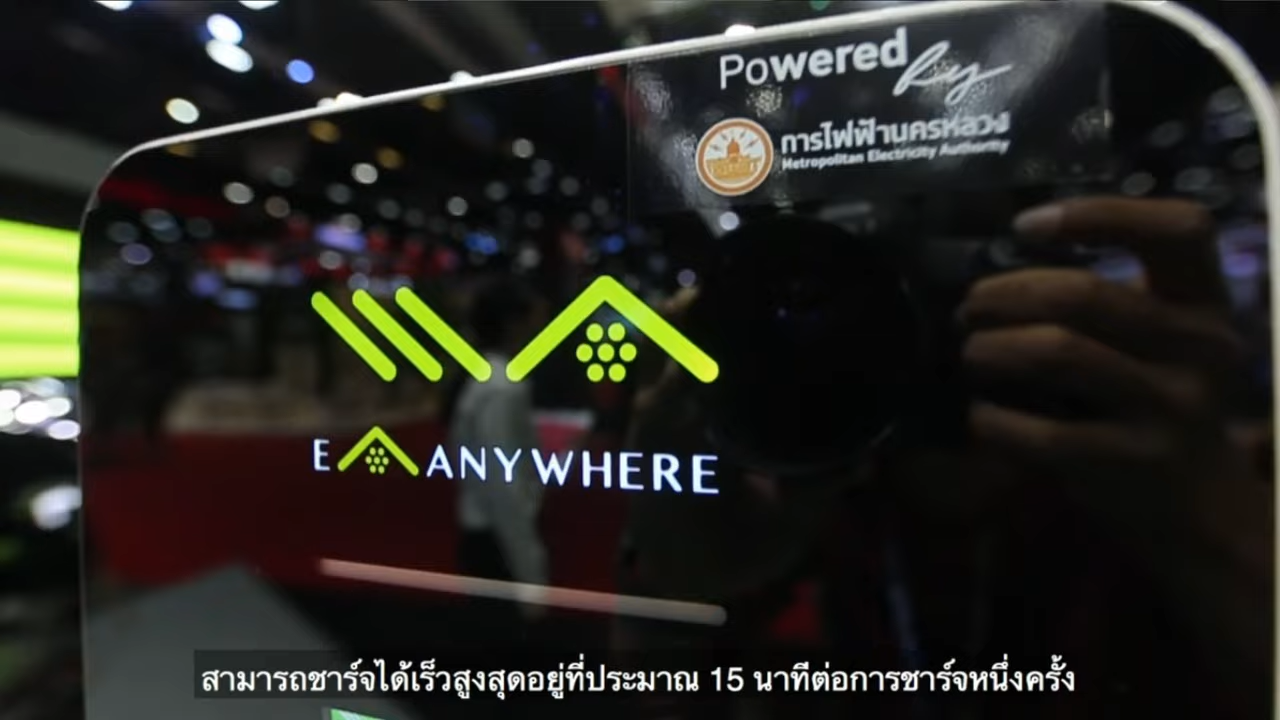 Powered By
การไฟฟ้านครหลวง
Metropolitan Electricity Authority
EA ANYWHERE
สามารถชาร์จได้เร็วสูงสุดอยู่ที่ประมาณ 15 นาทีต่อการชาร์จหนึ่งครั้ง